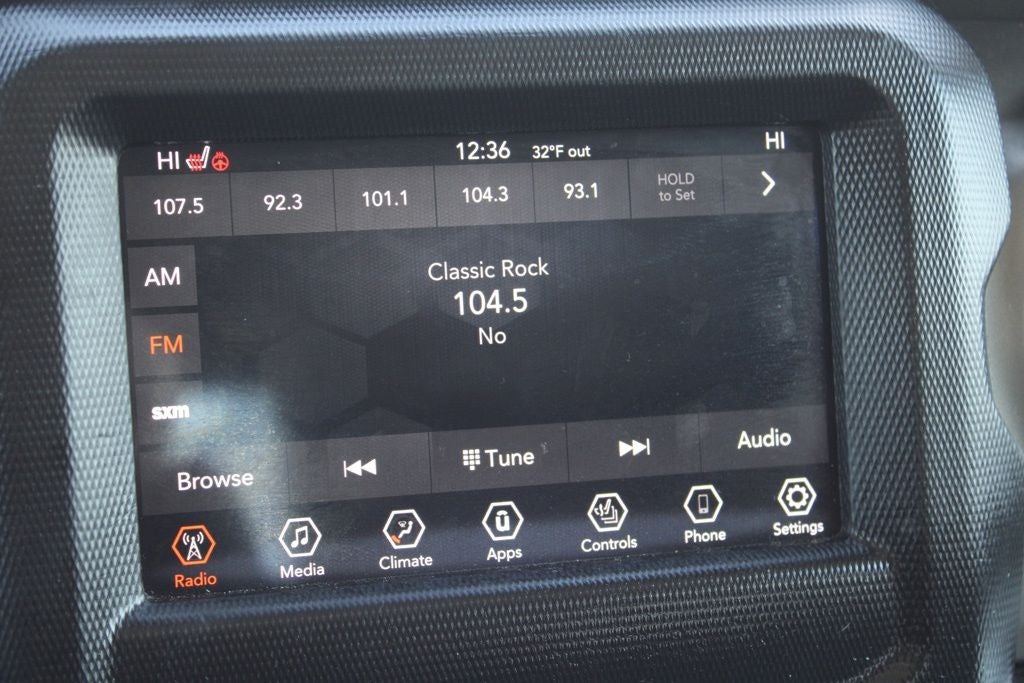 HI 12:36 32°F out HI
107.5 92.3 101.1 104.3 93.1 HOLD
to Set
AM
Classic Rock
104.5
FM
No
sxm
Browse Tune Audio
Radio Media Climate Apps Controls Phone Settings